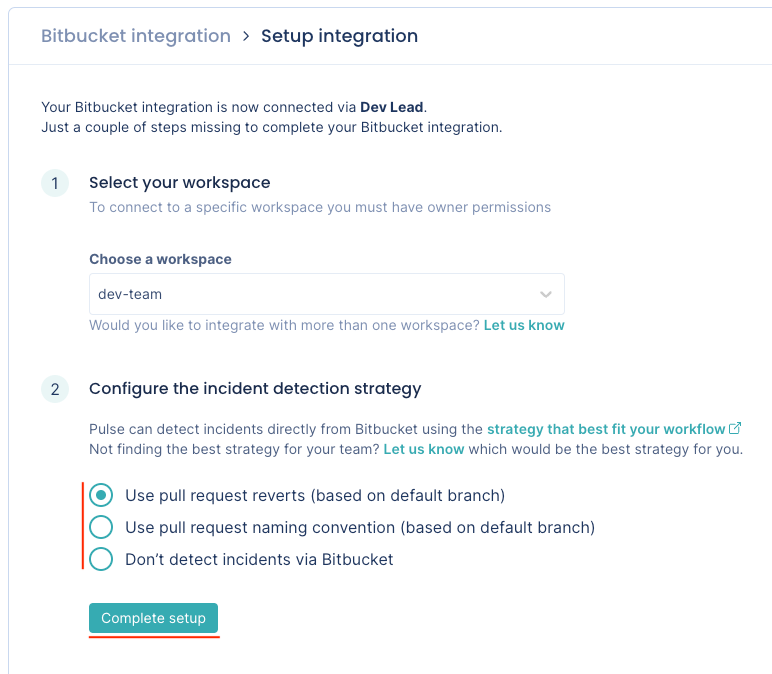 Bitbucket integration > Setup integration
Your Bitbucket integration is now connected via Dev Lead.
Just a couple of steps missing to complete your Bitbucket integration.
1 Select your workspace
To connect to a specific workspace you must have owner permissions
Choose a workspace
dev-team
Would you like to integrate with more than one workspace? Let us know
2 Configure the incident detection strategy
Pulse can detect incidents directly from Bitbucket using the strategy that best fit your workflow
Not finding the best strategy for your team? Let us know which would be the best strategy for you.
Use pull request reverts (based on default branch)
Use pull request naming convention (based on default branch)
Don’t detect incidents via Bitbucket
Complete setup